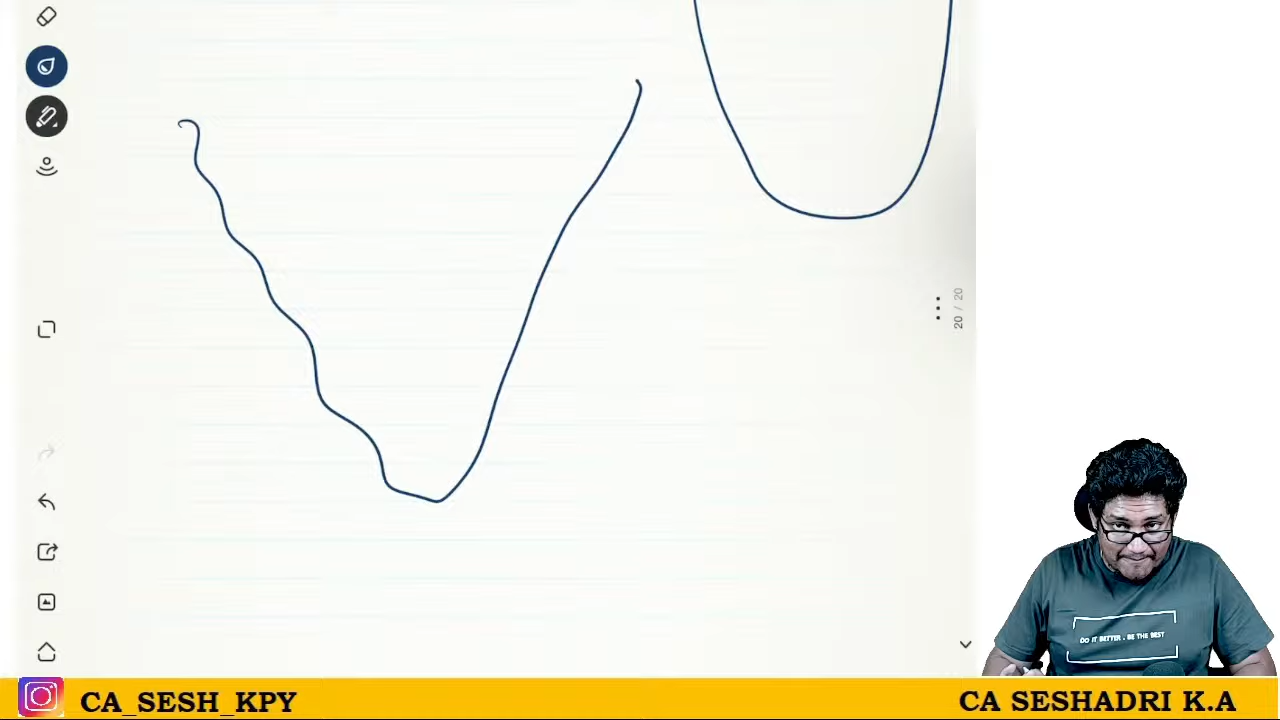 20 / 20
DO IT BETTER . BE THE BEST
CA_SESH_KPY
CA SESHADRI K.A